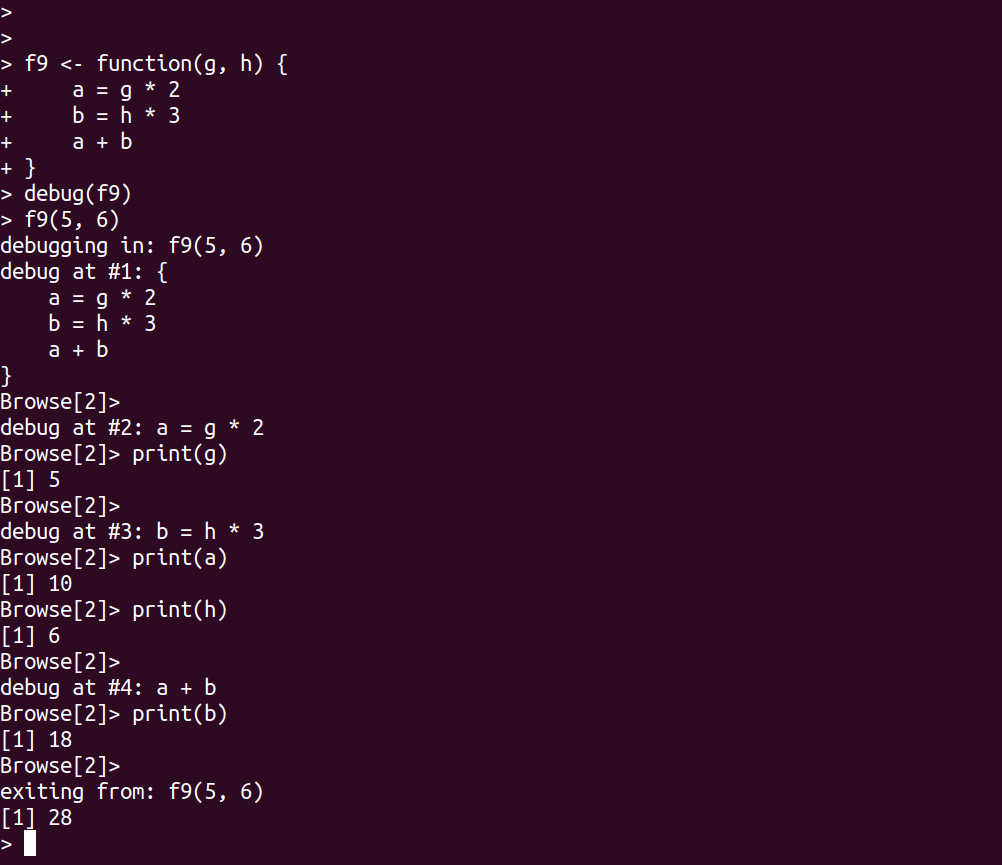 >
>
> f9 <- function(g, h) {
+     a = g * 2
+     b = h * 3
+     a + b
+ }
> debug(f9)
> f9(5, 6)
debugging in: f9(5, 6)
debug at #1: {
    a = g * 2
    b = h * 3
    a + b
}
Browse[2]>
debug at #2: a = g * 2
Browse[2]> print(g)
[1] 5
Browse[2]>
debug at #3: b = h * 3
Browse[2]> print(a)
[1] 10
Browse[2]> print(h)
[1] 6
Browse[2]>
debug at #4: a + b
Browse[2]> print(b)
[1] 18
Browse[2]>
exiting from: f9(5, 6)
[1] 28
>